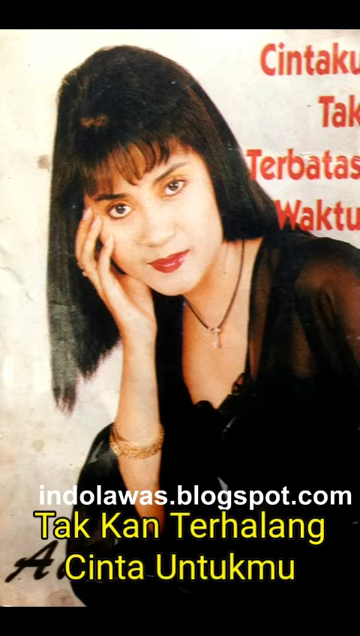 Cintaku
Tak
Terbatas
Waktu
indolawas.blogspot.com
Tak Kan Terhalang
Cinta Untukmu